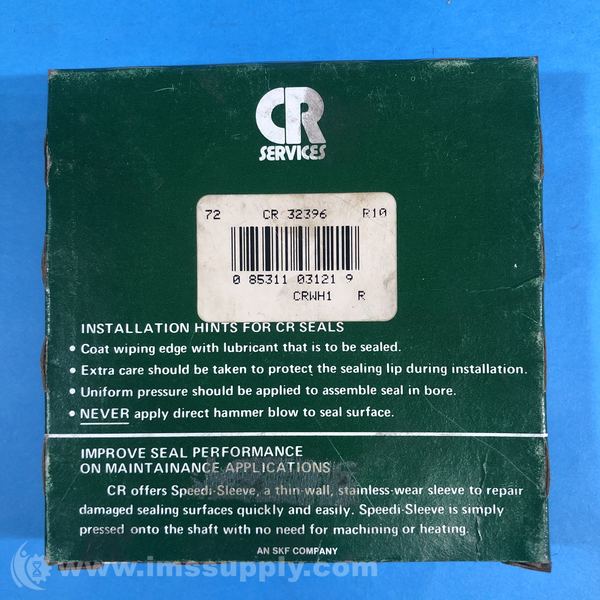 CR
SERVICES
72 CR 32396 R10
0 85311 03121 9
CRWH1 R
INSTALLATION HINTS FOR CR SEALS
• Coat wiping edge with lubricant that is to be sealed.
• Extra care should be taken to protect the sealing lip during installation.
• Uniform pressure should be applied to assemble seal in bore.
• NEVER apply direct hammer blow to seal surface.
IMPROVE SEAL PERFORMANCE
ON MAINTAINANCE APPLICATIONS
CR offers Speedi-Sleeve, a thin-wall, stainless-wear sleeve to repair
damaged sealing surfaces quickly and easily. Speedi-Sleeve is simply
pressed onto the shaft with no need for machining or heating.
AN SKF COMPANY
www.imssupply.com